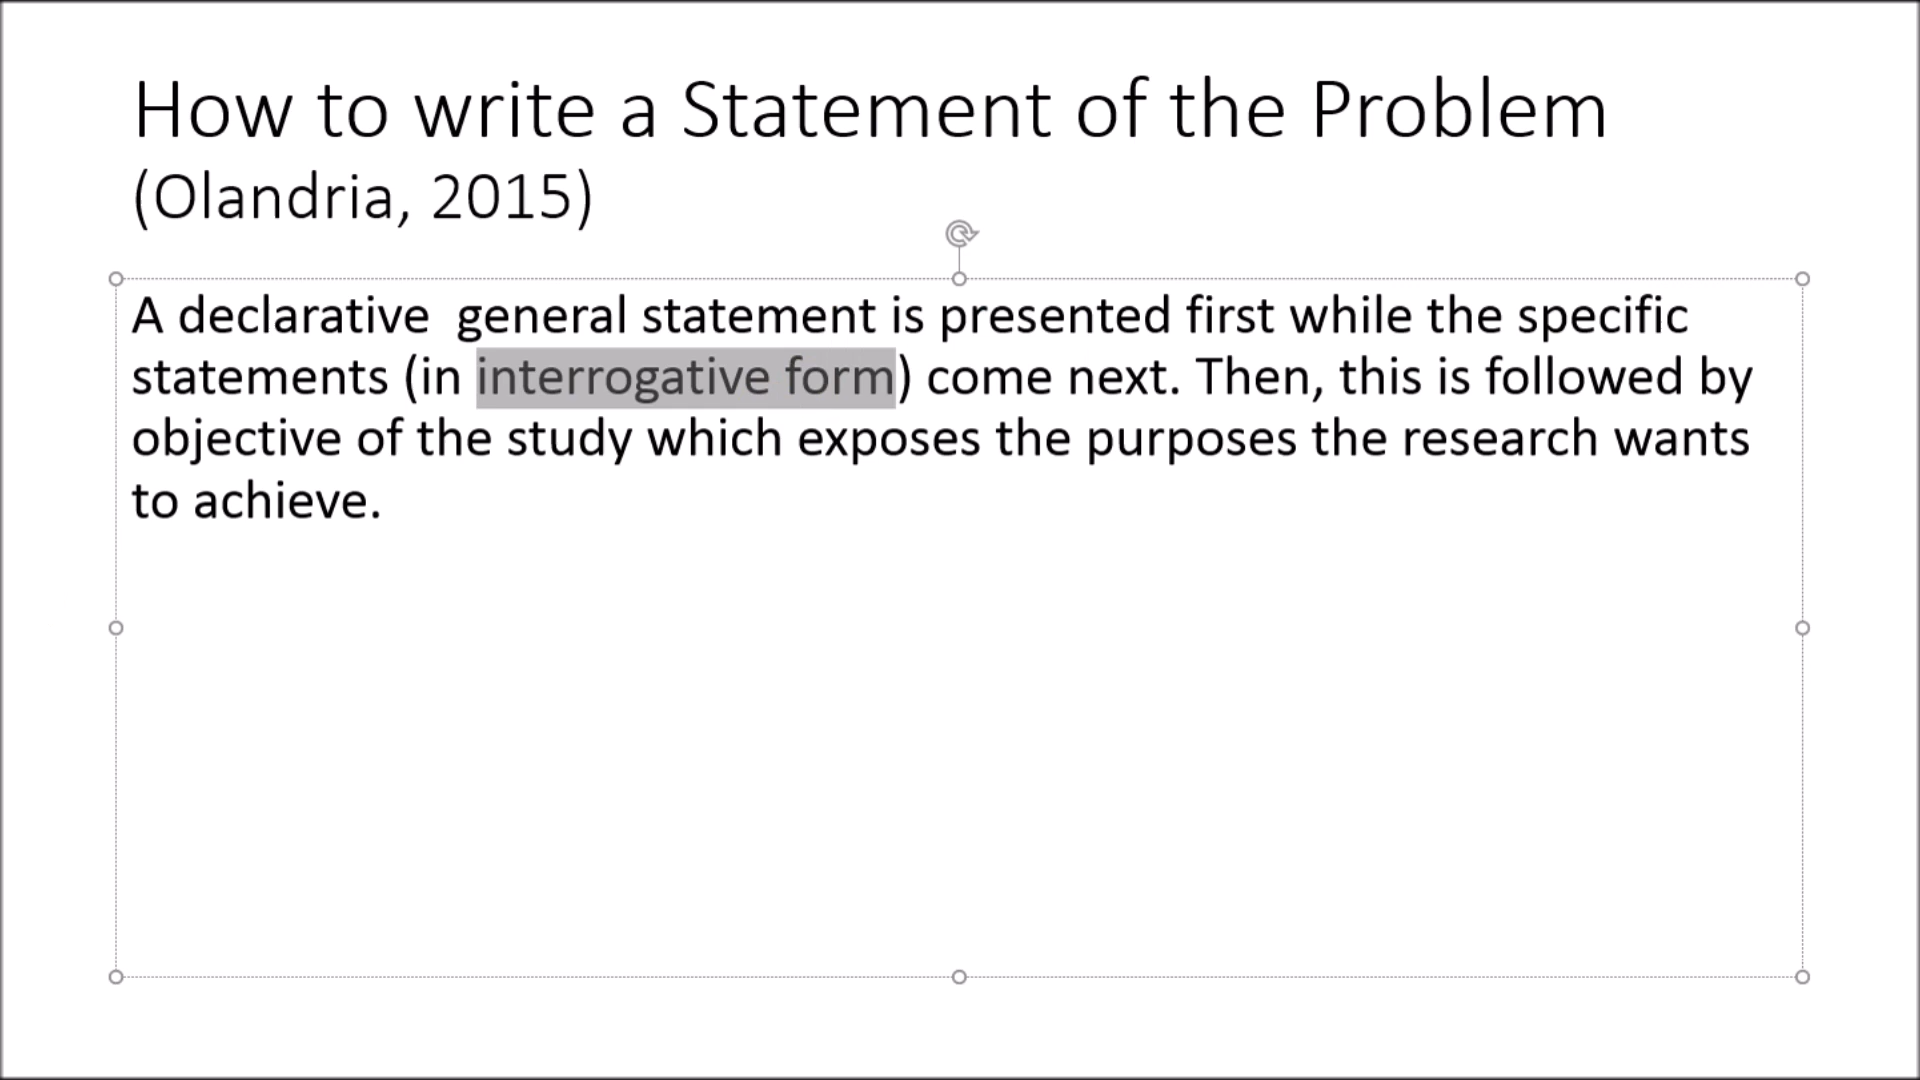 How to write a Statement of the Problem
(Olandria, 2015)
A declarative  general statement is presented first while the specific
statements (in interrogative form) come next. Then, this is followed by
objective of the study which exposes the purposes the research wants
to achieve.